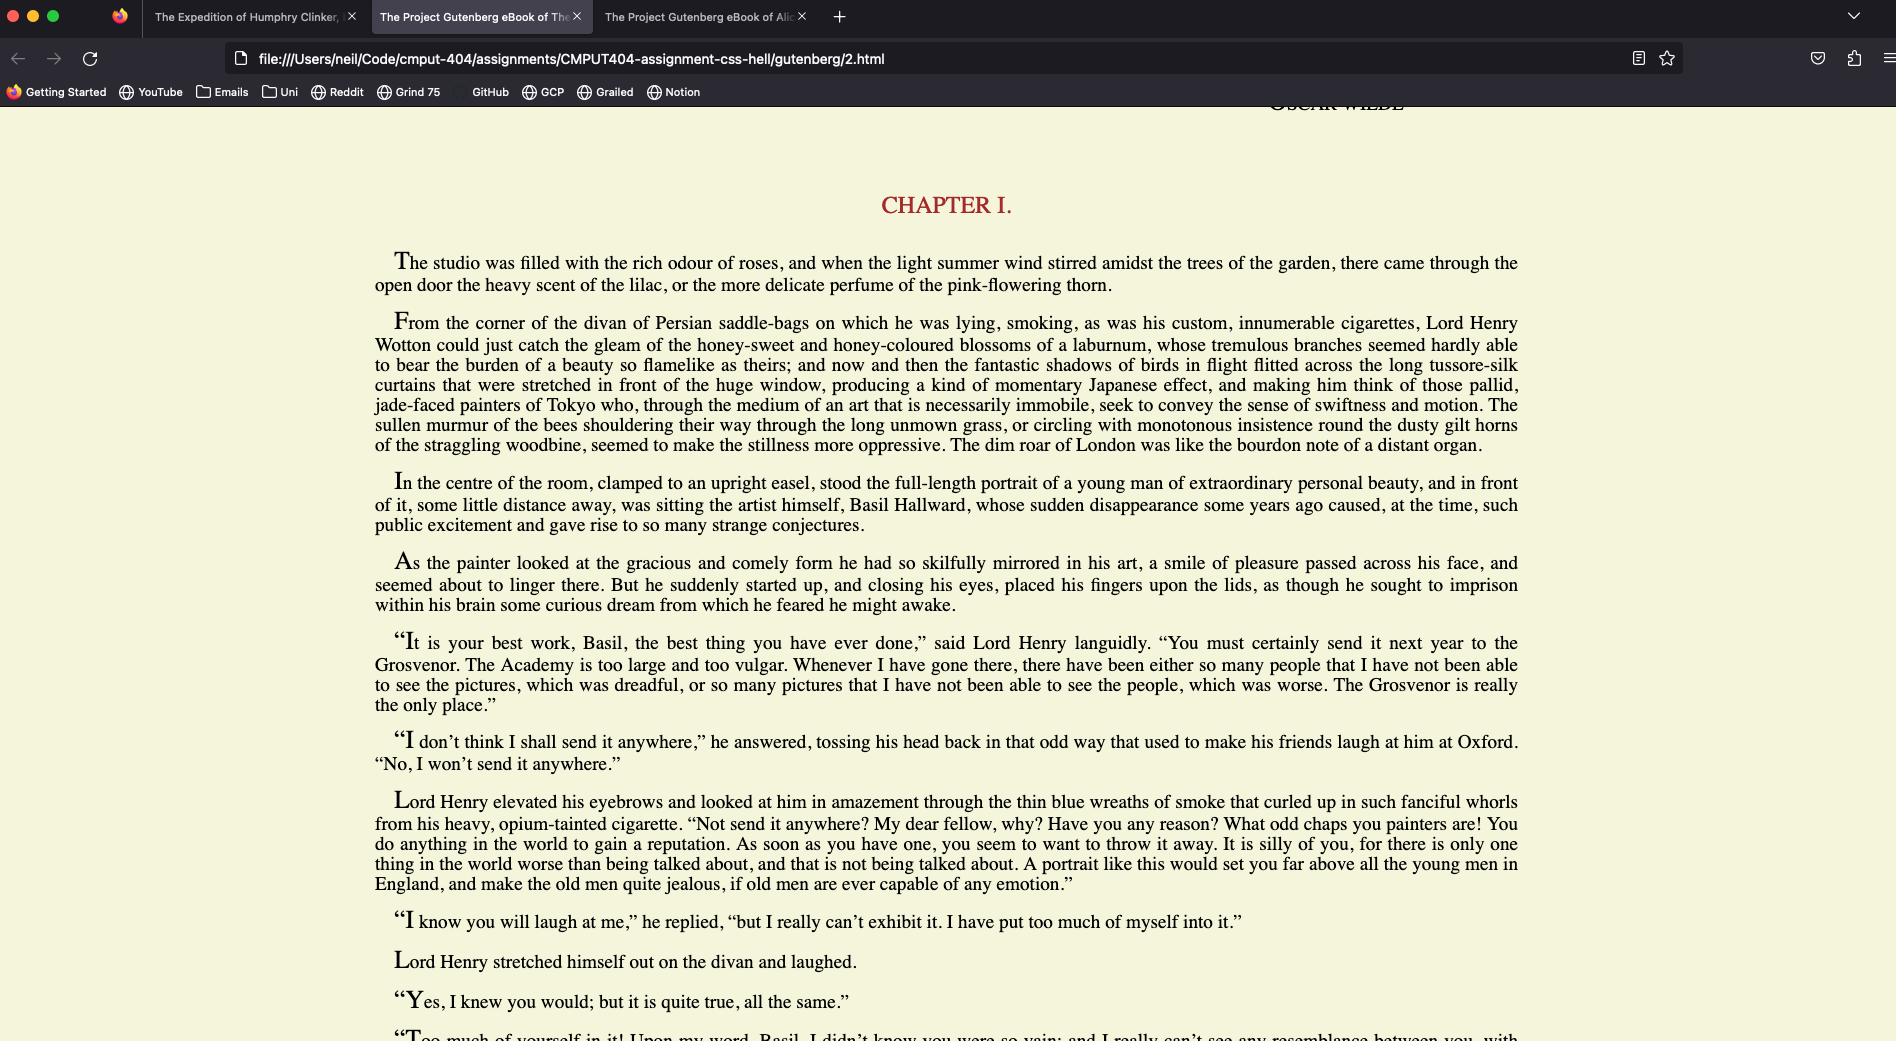 The Expedition of Humphry Clinker,
The Project Gutenberg eBook of The
The Project Gutenberg eBook of Alic
file:///Users/neil/Code/cmput-404/assignments/CMPUT404-assignment-css-hell/gutenberg/2.html
Getting Started YouTube Emails Uni Reddit Grind 75 GitHub GCP Grailed Notion
OSCAR WILDE
CHAPTER I.
The studio was filled with the rich odour of roses, and when the light summer wind stirred amidst the trees of the garden, there came through the
open door the heavy scent of the lilac, or the more delicate perfume of the pink-flowering thorn.
From the corner of the divan of Persian saddle-bags on which he was lying, smoking, as was his custom, innumerable cigarettes, Lord Henry
Wotton could just catch the gleam of the honey-sweet and honey-coloured blossoms of a laburnum, whose tremulous branches seemed hardly able
to bear the burden of a beauty so flamelike as theirs; and now and then the fantastic shadows of birds in flight flitted across the long tussore-silk
curtains that were stretched in front of the huge window, producing a kind of momentary Japanese effect, and making him think of those pallid,
jade-faced painters of Tokyo who, through the medium of an art that is necessarily immobile, seek to convey the sense of swiftness and motion. The
sullen murmur of the bees shouldering their way through the long unmown grass, or circling with monotonous insistence round the dusty gilt horns
of the straggling woodbine, seemed to make the stillness more oppressive. The dim roar of London was like the bourdon note of a distant organ.
In the centre of the room, clamped to an upright easel, stood the full-length portrait of a young man of extraordinary personal beauty, and in front
of it, some little distance away, was sitting the artist himself, Basil Hallward, whose sudden disappearance some years ago caused, at the time, such
public excitement and gave rise to so many strange conjectures.
As the painter looked at the gracious and comely form he had so skilfully mirrored in his art, a smile of pleasure passed across his face, and
seemed about to linger there. But he suddenly started up, and closing his eyes, placed his fingers upon the lids, as though he sought to imprison
within his brain some curious dream from which he feared he might awake.
“It is your best work, Basil, the best thing you have ever done,” said Lord Henry languidly. “You must certainly send it next year to the
Grosvenor. The Academy is too large and too vulgar. Whenever I have gone there, there have been either so many people that I have not been able
to see the pictures, which was dreadful, or so many pictures that I have not been able to see the people, which was worse. The Grosvenor is really
the only place.”
“I don’t think I shall send it anywhere,” he answered, tossing his head back in that odd way that used to make his friends laugh at him at Oxford.
“No, I won’t send it anywhere.”
Lord Henry elevated his eyebrows and looked at him in amazement through the thin blue wreaths of smoke that curled up in such fanciful whorls
from his heavy, opium-tainted cigarette. “Not send it anywhere? My dear fellow, why? Have you any reason? What odd chaps you painters are! You
do anything in the world to gain a reputation. As soon as you have one, you seem to want to throw it away. It is silly of you, for there is only one
thing in the world worse than being talked about, and that is not being talked about. A portrait like this would set you far above all the young men in
England, and make the old men quite jealous, if old men are ever capable of any emotion.”
“I know you will laugh at me,” he replied, “but I really can’t exhibit it. I have put too much of myself into it.”
Lord Henry stretched himself out on the divan and laughed.
“Yes, I knew you would; but it is quite true, all the same.”
“Too much of yourself in it! Upon my word, Basil, I didn’t know you were so vain; and I really can’t see any resemblance between you, with